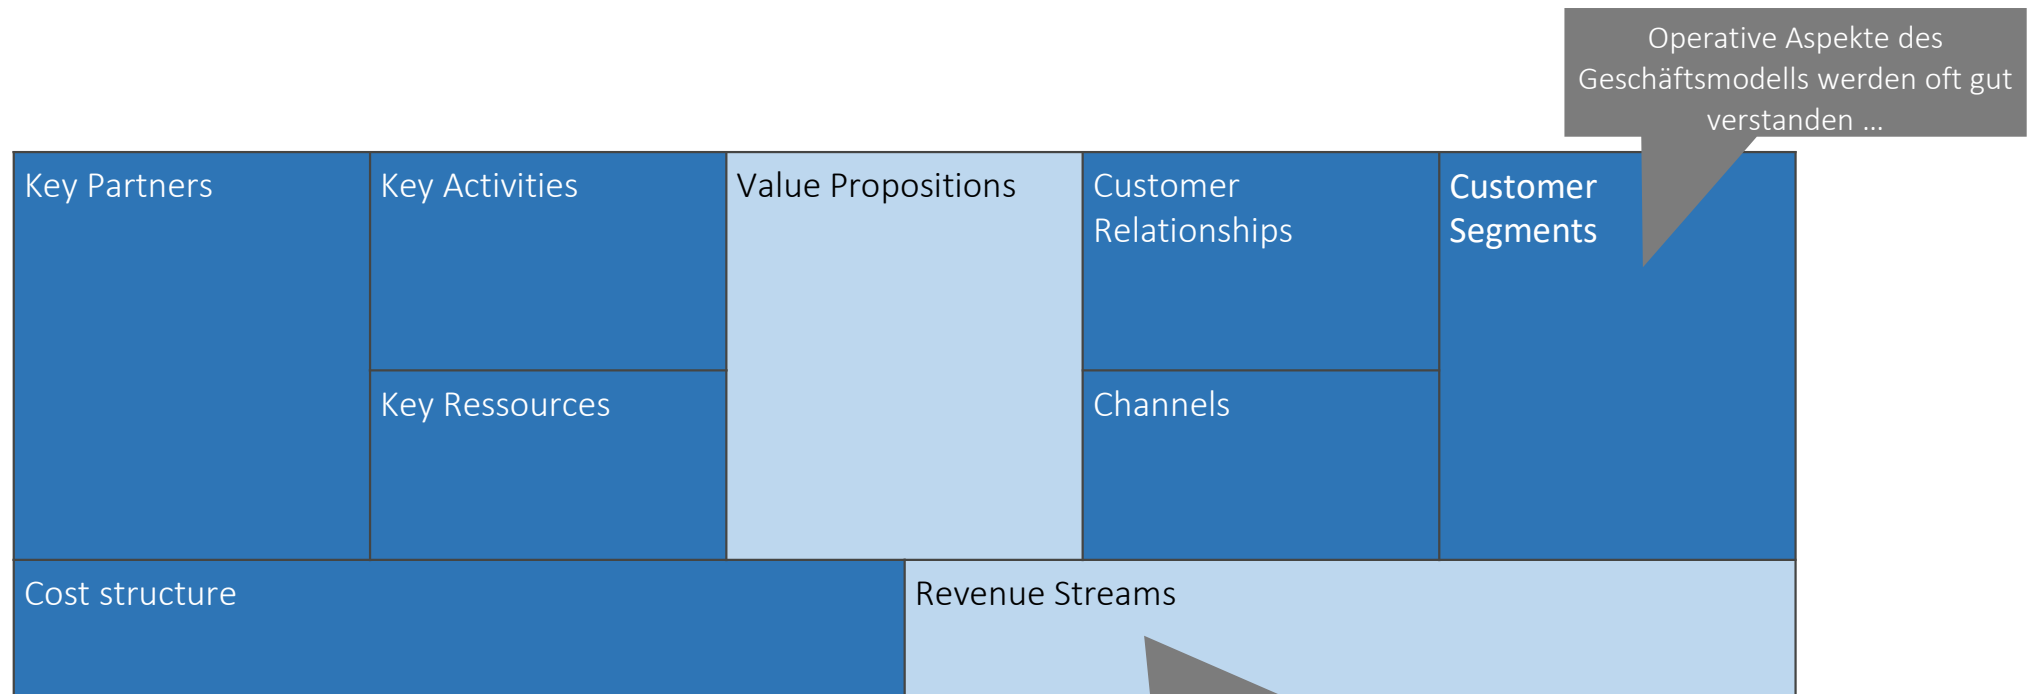 Operative Aspekte des
Geschäftsmodells werden oft gut
verstanden ...
Key Partners
Key Activities
Value Propositions
Customer
Relationships
Customer
Segments
Key Ressources
Channels
Cost structure
Revenue Streams